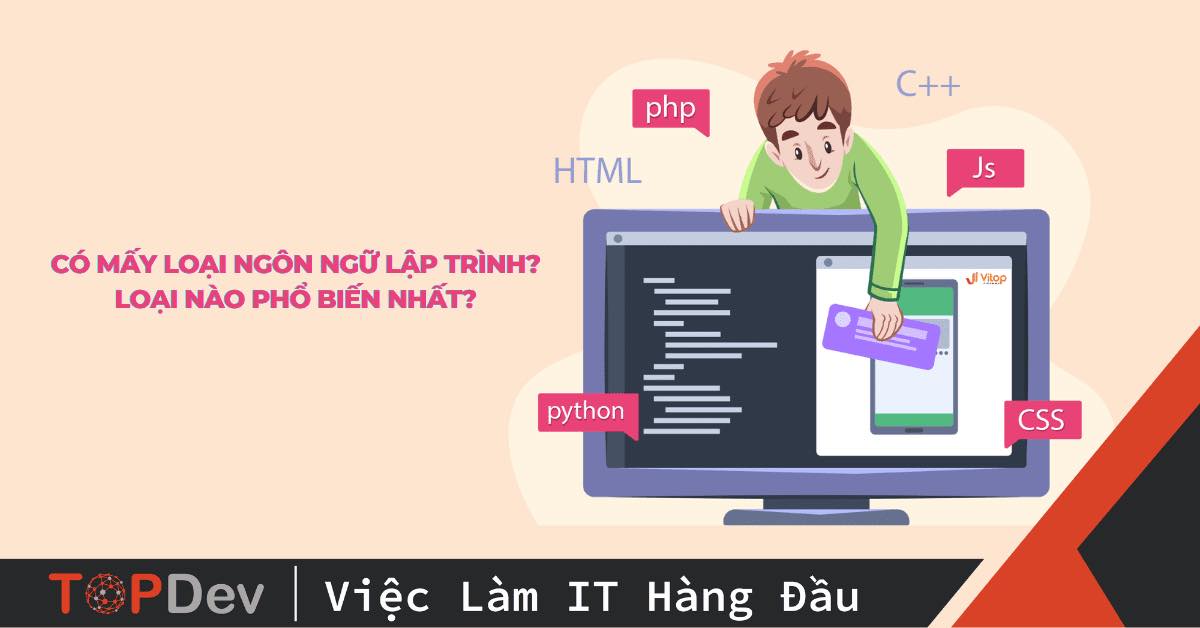 C++
php
Js
HTML
Vitop
CÓ MẤY LOẠI NGÔN NGỮ LẬP TRÌNH?
LOẠI NÀO PHỔ BIẾN NHẤT?
python
CSS
TOPDev | Việc Làm IT Hàng Đầu